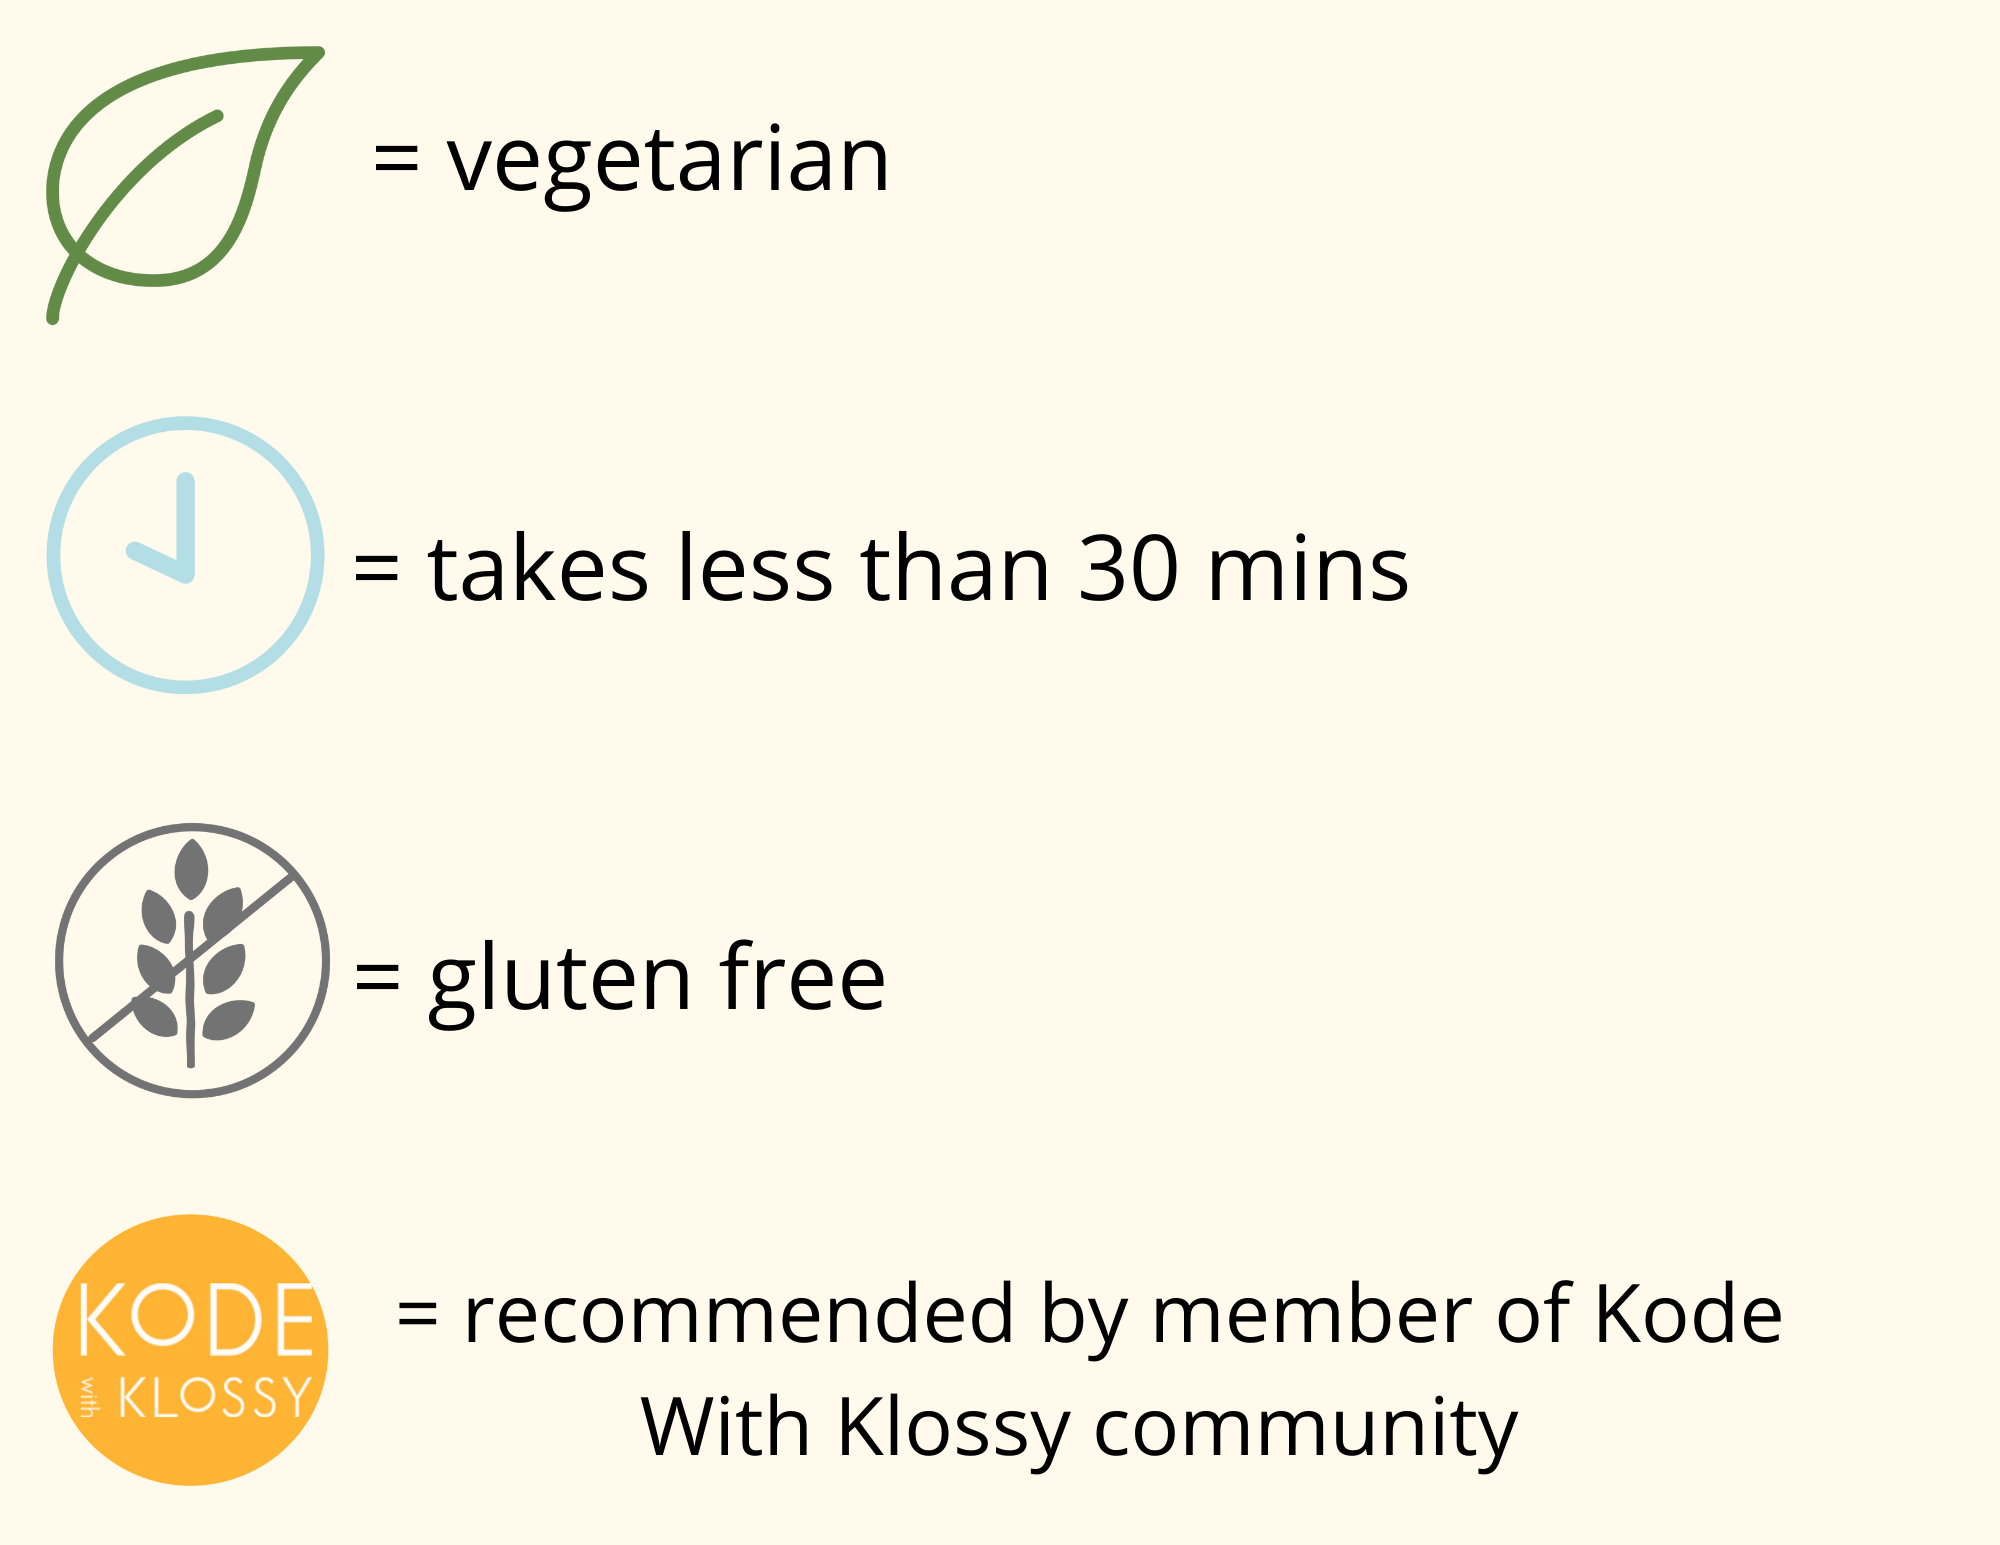 = vegetarian
= takes less than 30 mins
= gluten free
KODE
with KLOSSY
= recommended by member of Kode
With Klossy community